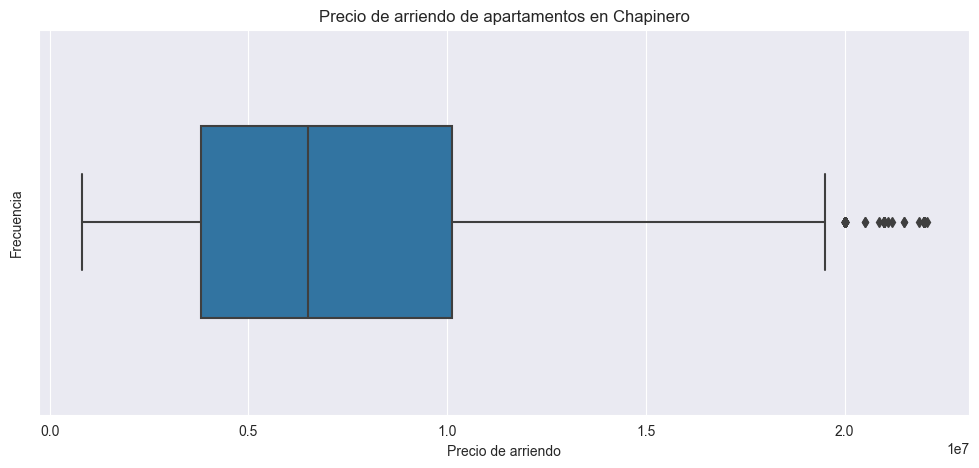 Precio de arriendo de apartamentos en Chapinero
Frecuencia
0.0 0.5 1.0 1.5 2.0
1e7
Precio de arriendo